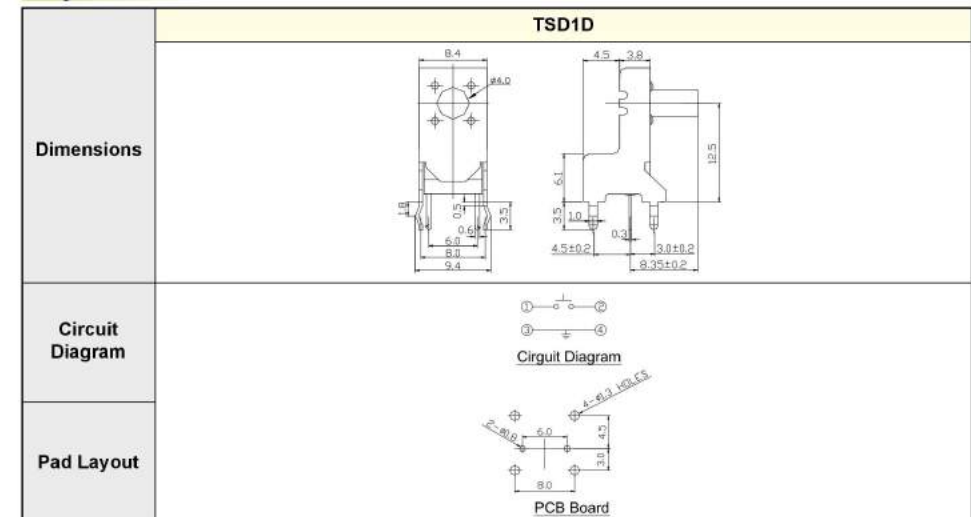 TSD1D
Dimensions
8.4
ø4.0
1.8
0.5
3.5
0.6
6.0
8.0
9.4
4.5 3.8
12.5
6.1
3.5
1.0
0.3
4.5±0.2
3.0±0.2
8.35±0.2
Circuit
Diagram
① ②
③ ④
Cirguit Diagram
Pad Layout
4-ø1.3 HOLES
2-ø0.8
6.0
4.5
3.0
8.0
PCB Board